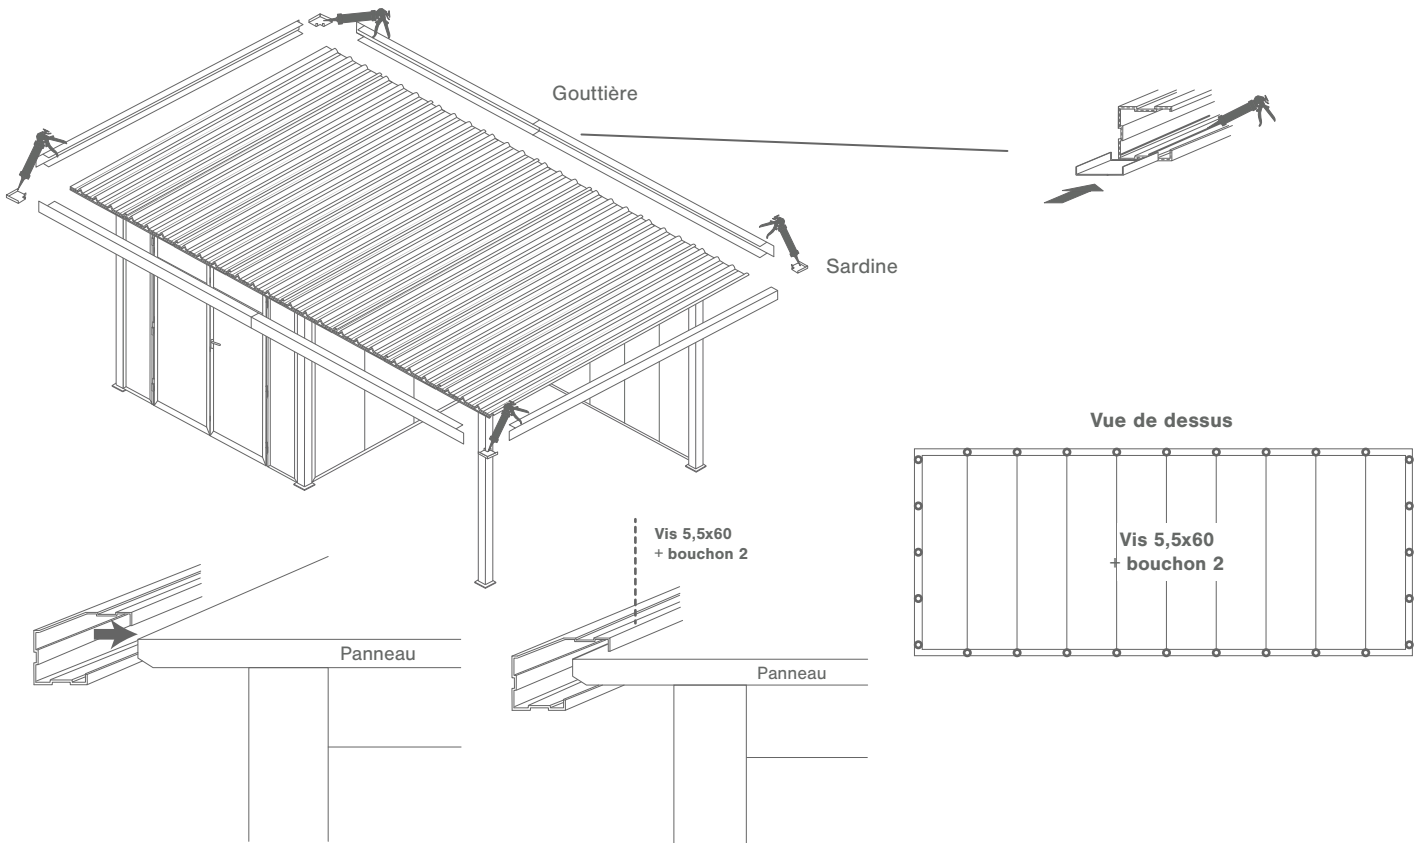 Gouttière
Sardine
Vue de dessus
Vis 5,5x60
+ bouchon 2
Vis 5,5x60
+ bouchon 2
Panneau
Panneau